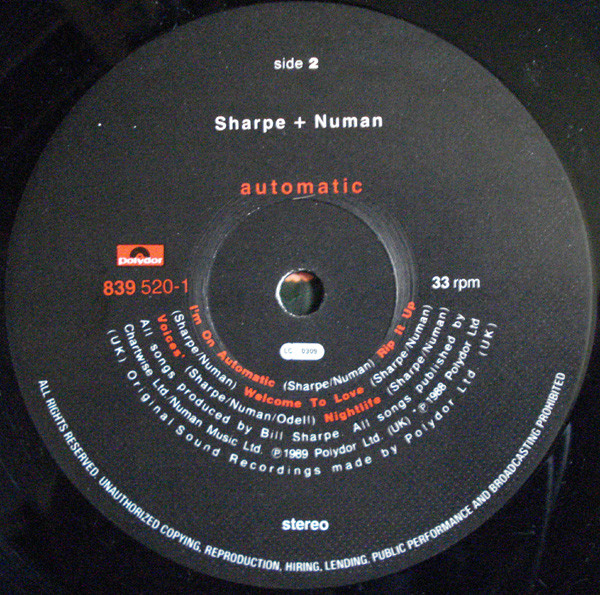 side 2
Sharpe + Numan
automatic
Polydor
839 520-1
33 rpm
I'm On Automatic (Sharpe/Numan) Rip It Up
(Sharpe/Numan) Welcome To Love (Sharpe/Numan)
Voices* (Sharpe/Numan/Odell) Nightlife (Sharpe/Numan)
All songs produced by Bill Sharpe. All songs published by
Chartwise Ltd/Numan Music Ltd. ℗1989 Polydor Ltd. (UK) *℗1988 Polydor Ltd
(UK) Original Sound Recordings made by Polydor Ltd. (UK)
LC 0309
stereo
ALL RIGHTS RESERVED. UNAUTHORIZED COPYING, REPRODUCTION, HIRING, LENDING, PUBLIC PERFORMANCE AND BROADCASTING PROHIBITED